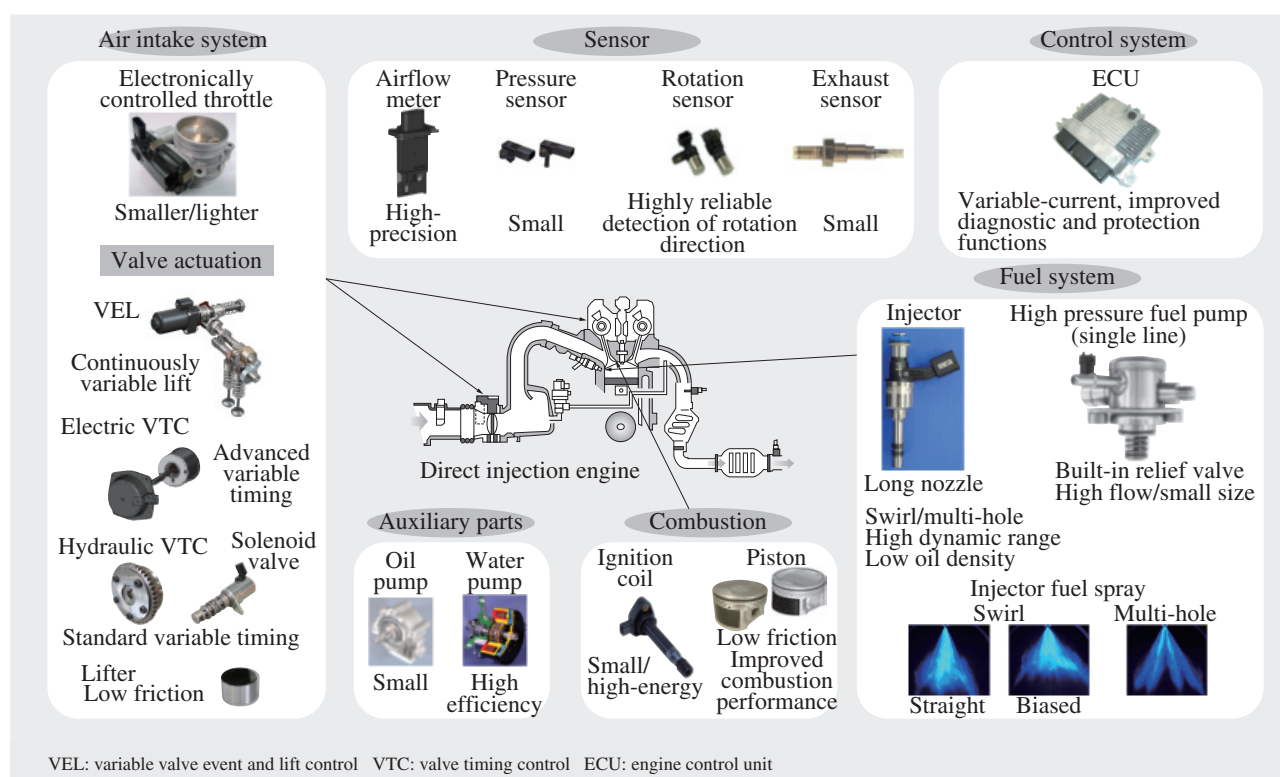 Air intake system
Electronically
controlled throttle
Smaller/lighter
Valve actuation
VEL
Continuously
variable lift
Electric VTC
Advanced
variable
timing
Hydraulic VTC
Solenoid
valve
Standard variable timing
Lifter
Low friction
Sensor
Airflow
meter
High-
precision
Pressure
sensor
Small
Rotation
sensor
Highly reliable
detection of rotation
direction
Exhaust
sensor
Small
Control system
ECU
Variable-current, improved
diagnostic and protection
functions
Direct injection engine
Fuel system
Injector
Long nozzle
Swirl/multi-hole
High dynamic range
Low oil density
High pressure fuel pump
(single line)
Built-in relief valve
High flow/small size
Injector fuel spray
Swirl
Multi-hole
Straight
Biased
Auxiliary parts
Oil
pump
Small
Water
pump
High
efficiency
Combustion
Ignition
coil
Small/
high-energy
Piston
Low friction
Improved
combustion
performance
VEL: variable valve event and lift control VTC: valve timing control ECU: engine control unit